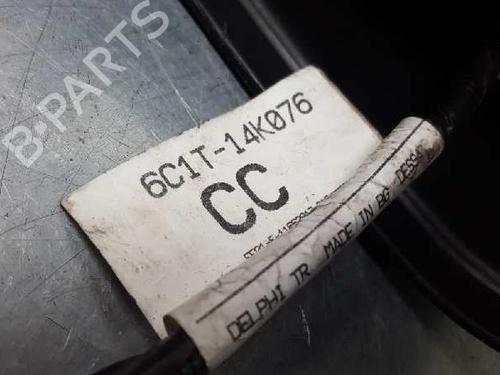 B-PARTS
6C1T-14K076
CC
DELPHI TR MADE IN BG